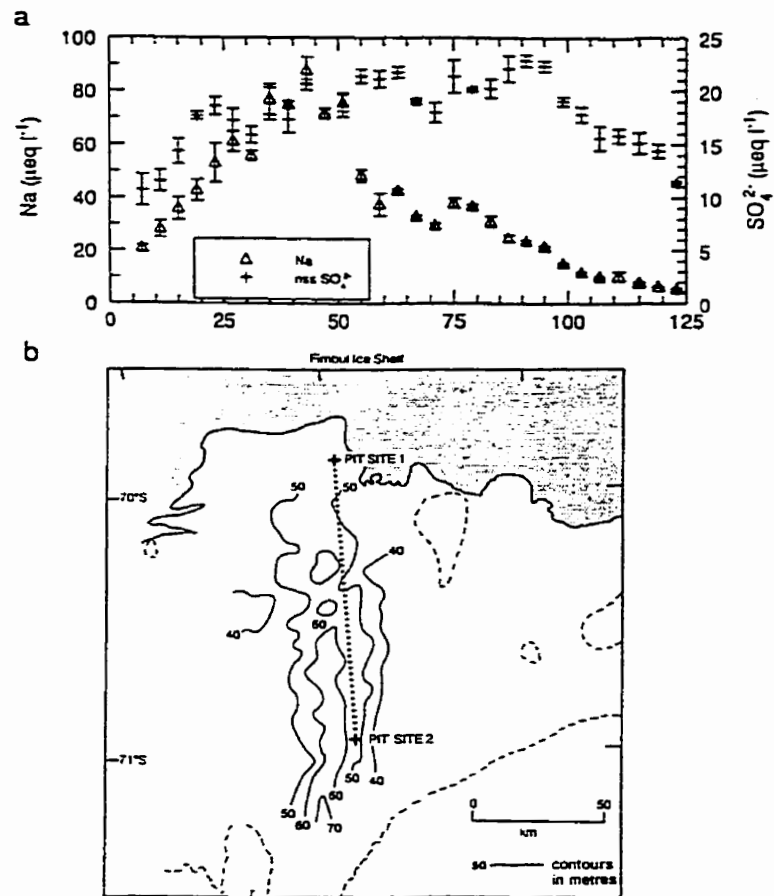 a
100
80
60
40
20
0
Na (µeq l⁻¹)
25
20
15
10
5
0
SO₄²⁻ (µeq l⁻¹)
Na
nss SO₄²⁻
0
25
50
75
100
125
b
Fimbul Ice Shelf
PIT SITE 1
70°S
50
50
40
40
60
PIT SITE 2
71°S
50
60
70
60
50
40
0
50
km
50 contours
in metres